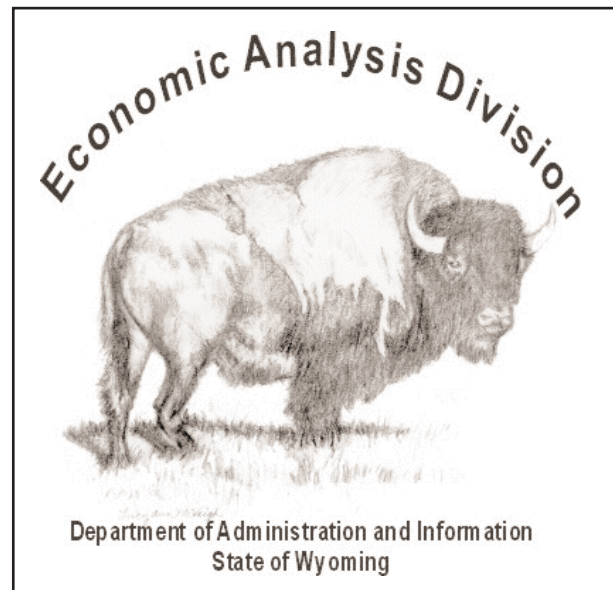 Economic Analysis Division
Department of Administration and Information
State of Wyoming